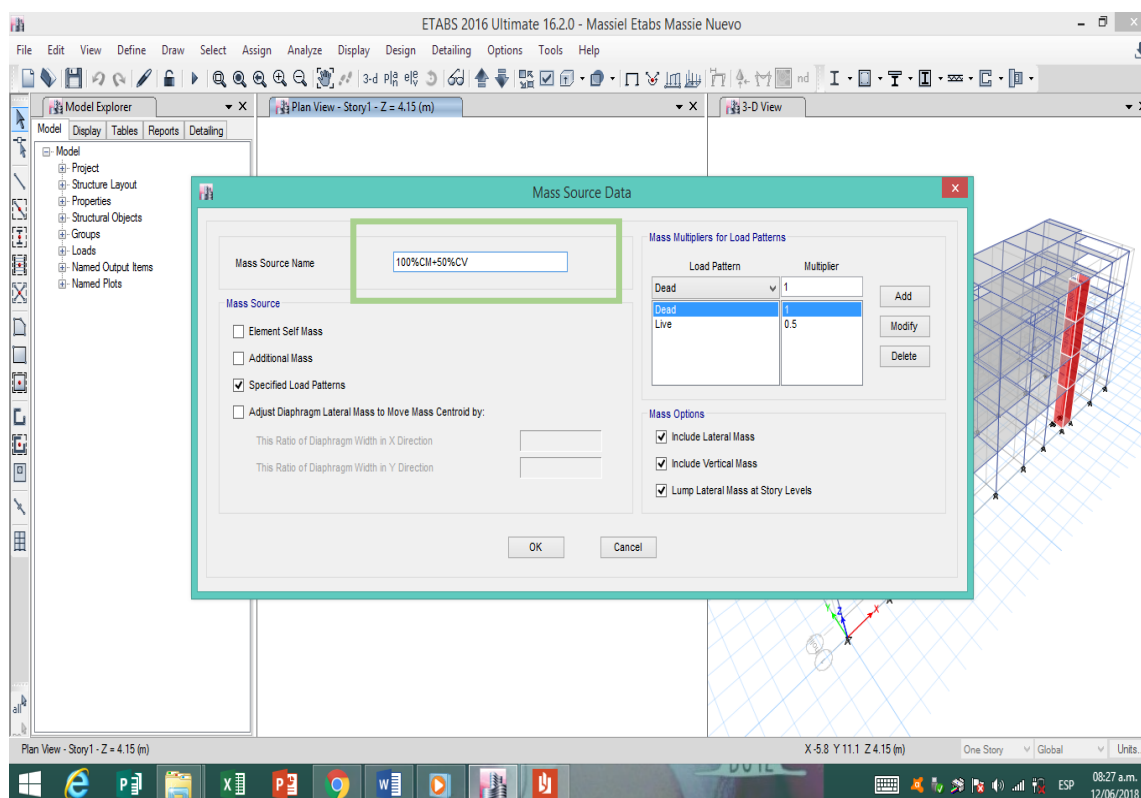 ETABS 2016 Ultimate 16.2.0 - Massiel Etabs Massie Nuevo
File Edit View Define Draw Select Assign Analyze Display Design Detailing Options Tools Help
3-d nd
Model Explorer
Plan View - Story1 - Z = 4.15 (m)
3-D View
Model Display Tables Reports Detailing
Model
Project
Structure Layout
Properties
Structural Objects
Groups
Loads
Named Output Items
Named Plots
Mass Source Data
Mass Source Name 100%CM+50%CV
Mass Source
Element Self Mass
Additional Mass
Specified Load Patterns
Adjust Diaphragm Lateral Mass to Move Mass Centroid by:
This Ratio of Diaphragm Width in X Direction
This Ratio of Diaphragm Width in Y Direction
Mass Multipliers for Load Patterns
Load Pattern Multiplier
Dead 1
Dead 1
Live 0.5
Add
Modify
Delete
Mass Options
Include Lateral Mass
Include Vertical Mass
Lump Lateral Mass at Story Levels
OK Cancel
Y Z X
all
Plan View - Story1 - Z = 4.15 (m)
X -5.8 Y 11.1 Z 4.15 (m)
One Story Global Units...
ESP
08:27 a.m.
12/06/2018